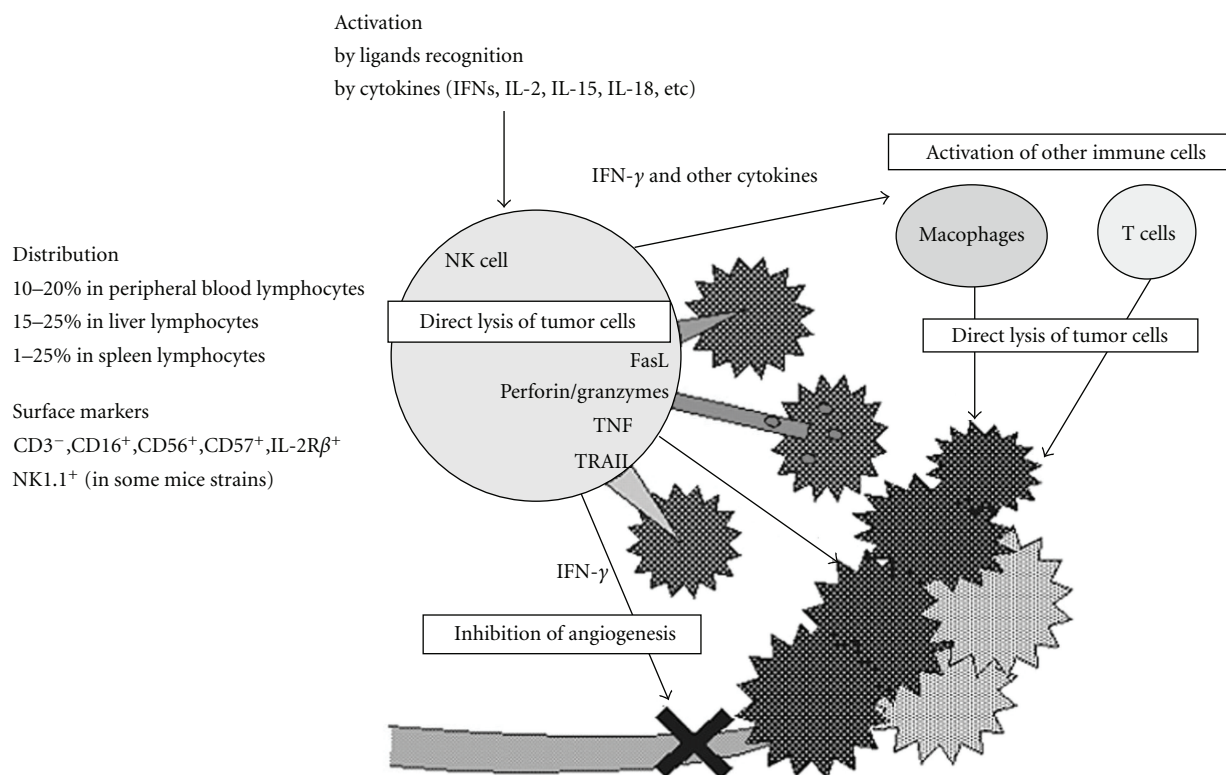 Activation
by ligands recognition
by cytokines (IFNs, IL-2, IL-15, IL-18, etc)
Activation of other immune cells
IFN-γ and other cytokines
Macophages
T cells
NK cell
Distribution
10–20% in peripheral blood lymphocytes
15–25% in liver lymphocytes
1–25% in spleen lymphocytes
Direct lysis of tumor cells
Direct lysis of tumor cells
FasL
Perforin/granzymes
TNF
TRAIL
Surface markers
CD3⁻,CD16⁺,CD56⁺,CD57⁺,IL-2Rβ⁺
NK1.1⁺ (in some mice strains)
IFN-γ
Inhibition of angiogenesis